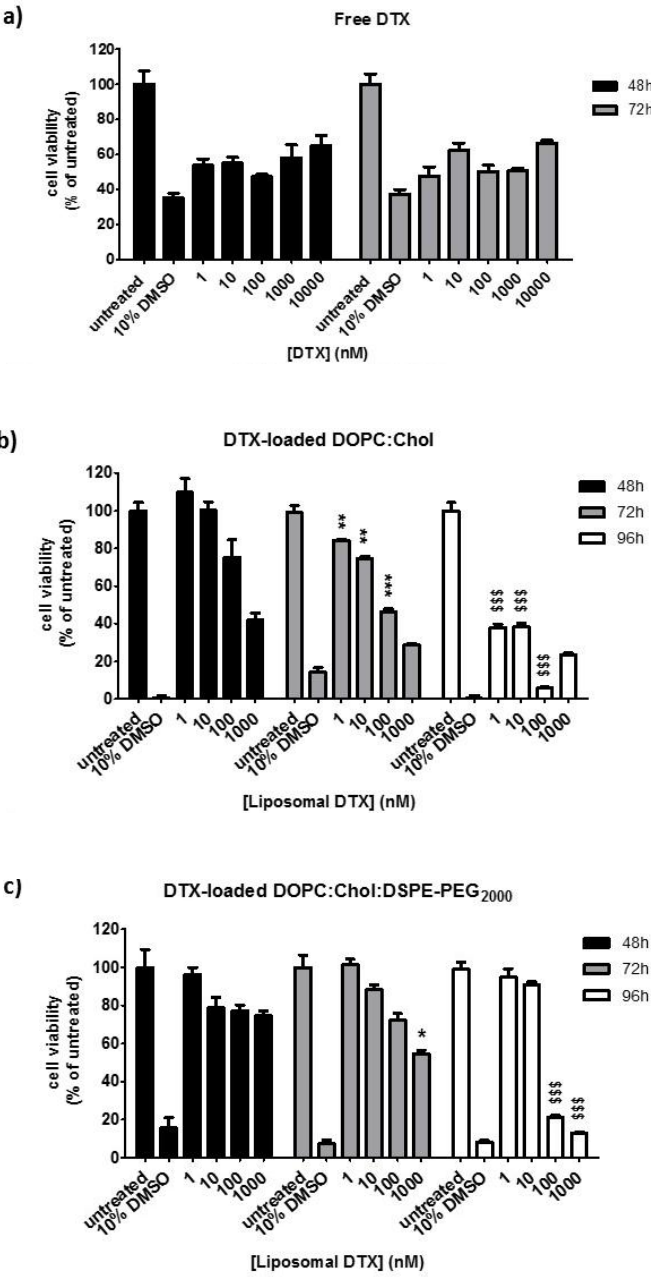 a)
Free DTX
cell viability
(% of untreated)
120
100
80
60
40
20
0
untreated
10% DMSO
1
10
100
1000
10000
untreated
10% DMSO
1
10
100
1000
10000
[DTX] (nM)
48h
72h
b)
DTX-loaded DOPC:Chol
cell viability
(% of untreated)
120
100
80
60
40
20
0
**
**
***
$$$
$$$
$$$
untreated
10% DMSO
1
10
100
1000
untreated
10% DMSO
1
10
100
1000
untreated
10% DMSO
1
10
100
1000
[Liposomal DTX] (nM)
48h
72h
96h
c)
DTX-loaded DOPC:Chol:DSPE-PEG2000
cell viability
(% of untreated)
120
100
80
60
40
20
0
*
$$$
$$$
untreated
10% DMSO
1
10
100
1000
untreated
10% DMSO
1
10
100
1000
untreated
10% DMSO
1
10
100
1000
[Liposomal DTX] (nM)
48h
72h
96h